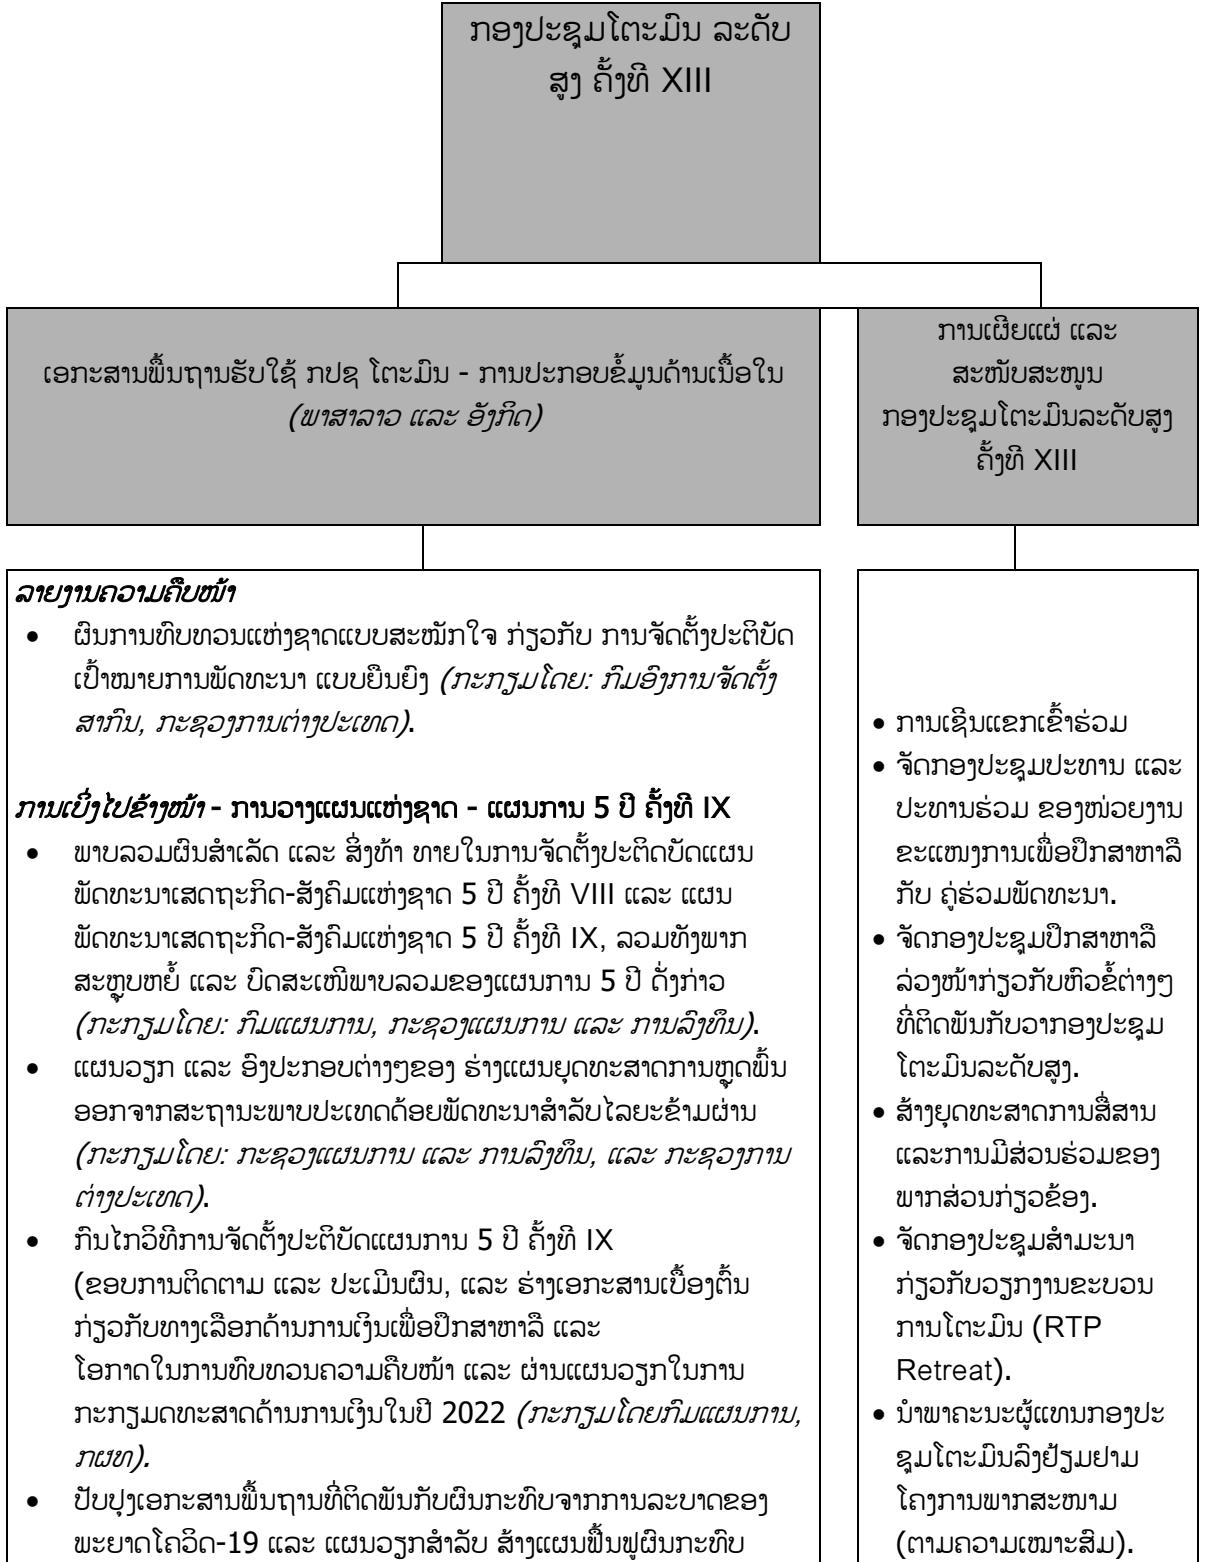 ກອງປະຊຸມໂຕະມົນ ລະດັບ
ສູງ ຄັ້ງທີ XIII
ເອກະສານພື້ນຖານຮັບໃຊ້ ກປຊ ໂຕະມົນ - ການປະກອບຂໍ້ມູນດ້ານເນື້ອໃນ
(ພາສາລາວ ແລະ ອັງກິດ)
ການເຜີຍແຜ່ ແລະ
ສະໜັບສະໜູນ
ກອງປະຊຸມໂຕະມົນລະດັບສູງ
ຄັ້ງທີ XIII
ລາຍງານຄວາມຄືບໜ້າ
• ຜົນການທົບທວນແຫ່ງຊາດແບບສະໝັກໃຈ ກ່ຽວກັບ ການຈັດຕັ້ງປະຕິບັດ
ເປົ້າໝາຍການພັດທະນາ ແບບຍືນຍົງ (ກະກຽມໂດຍ: ກົມອົງການຈັດຕັ້ງ
ສາກົນ, ກະຊວງການຕ່າງປະເທດ).
ການເບິ່ງໄປຂ້າງໜ້າ - ການວາງແຜນແຫ່ງຊາດ - ແຜນການ 5 ປີ ຄັ້ງທີ IX
• ພາບລວມຜົນສຳເລັດ ແລະ ສິ່ງທ້າ ທາຍໃນການຈັດຕັ້ງປະຕິດບັດແຜນ
ພັດທະນາເສດຖະກິດ-ສັງຄົມແຫ່ງຊາດ 5 ປີ ຄັ້ງທີ VIII ແລະ ແຜນ
ພັດທະນາເສດຖະກິດ-ສັງຄົມແຫ່ງຊາດ 5 ປີ ຄັ້ງທີ IX, ລວມທັງພາກ
ສະຫຼຸບຫຍໍ້ ແລະ ບົດສະເໜີພາບລວມຂອງແຜນການ 5 ປີ ດັ່ງກ່າວ
(ກະກຽມໂດຍ: ກົມແຜນການ, ກະຊວງແຜນການ ແລະ ການລົງທຶນ).
• ແຜນວຽກ ແລະ ອົງປະກອບຕ່າງໆຂອງ ຮ່າງແຜນຍຸດທະສາດການຫຼຸດພົ້ນ
ອອກຈາກສະຖານະພາບປະເທດດ້ອຍພັດທະນາສຳລັບໄລຍະຂ້າມຜ່ານ
(ກະກຽມໂດຍ: ກະຊວງແຜນການ ແລະ ການລົງທຶນ, ແລະ ກະຊວງການ
ຕ່າງປະເທດ).
• ກົນໄກວິທີການຈັດຕັ້ງປະຕິບັດແຜນການ 5 ປີ ຄັ້ງທີ IX
(ຂອບການຕິດຕາມ ແລະ ປະເມີນຜົນ, ແລະ ຮ່າງເອກະສານເບື້ອງຕົ້ນ
ກ່ຽວກັບທາງເລືອກດ້ານການເງິນເພື່ອປຶກສາຫາລື ແລະ
ໂອກາດໃນການທົບທວນຄວາມຄືບໜ້າ ແລະ ຜ່ານແຜນວຽກໃນການ
ກະກຽມດທະສາດດ້ານການເງິນໃນປີ 2022 (ກະກຽມໂດຍກົມແຜນການ,
ກຜທ).
• ປັບປຸງເອກະສານພື້ນຖານທີ່ຕິດພັນກັບຜົນກະທົບຈາກການລະບາດຂອງ
ພະຍາດໂຄວິດ-19 ແລະ ແຜນວຽກສຳລັບ ສ້າງແຜນຟື້ນຟູຜົນກະທົບ
• ການເຊີນແຂກເຂົ້າຮ່ວມ
• ຈັດກອງປະຊຸມປະທານ ແລະ
ປະທານຮ່ວມ ຂອງໜ່ວຍງານ
ຂະແໜງການເພື່ອປຶກສາຫາລື
ກັບ ຄູ່ຮ່ວມພັດທະນາ.
• ຈັດກອງປະຊຸມປຶກສາຫາລື
ລ່ວງໜ້າກ່ຽວກັບຫົວຂໍ້ຕ່າງໆ
ທີ່ຕິດພັນກັບວາກອງປະຊຸມ
ໂຕະມົນລະດັບສູງ.
• ສ້າງຍຸດທະສາດການສື່ສານ
ແລະການມີສ່ວນຮ່ວມຂອງ
ພາກສ່ວນກ່ຽວຂ້ອງ.
• ຈັດກອງປະຊຸມສຳມະນາ
ກ່ຽວກັບວຽກງານຂະບວນ
ການໂຕະມົນ (RTP
Retreat).
• ນຳພາຄະນະຜູ້ແທນກອງປະ
ຊຸມໂຕະມົນລົງຢ້ຽມຢາມ
ໂຄງການພາກສະໜາມ
(ຕາມຄວາມເໝາະສົມ).